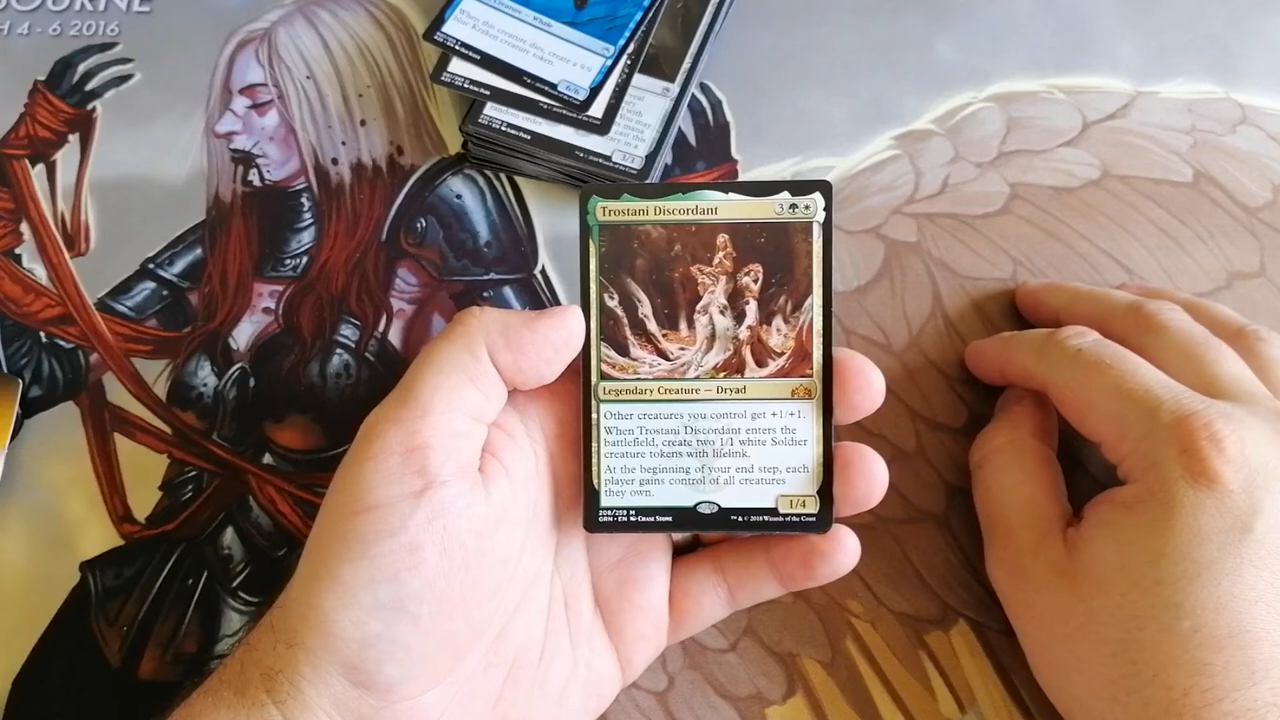 BOURNE
H 4 - 6 2016
Creature — Whale
When this creature dies, create a 9/9
blue Kraken creature token.
6/6
random order
3/3
Trostani Discordant 3
Legendary Creature — Dryad
Other creatures you control get +1/+1.
When Trostani Discordant enters the
battlefield, create two 1/1 white Soldier
creature tokens with lifelink.
At the beginning of your end step, each
player gains control of all creatures
they own.
1/4
208/259 M
GRN • EN Chase Stone
™ & © 2018 Wizards of the Coast